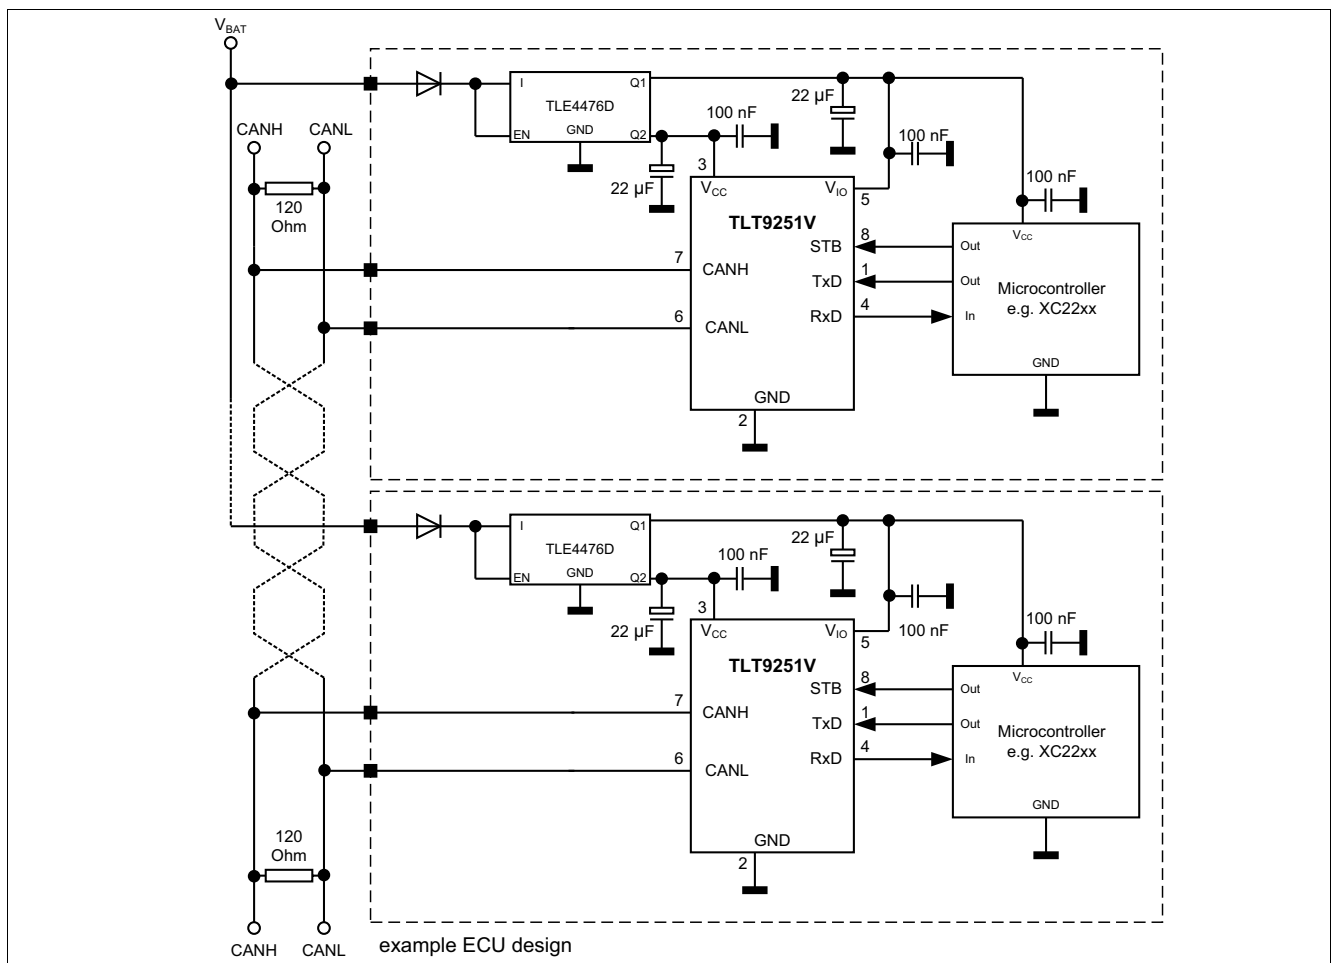 VBAT
CANH CANL
120
Ohm
I Q1
TLE4476D
EN GND Q2
100 nF
22 µF
22 µF
100 nF
100 nF
3
VCC VIO
5
TLT9251V
STB 8
TxD 1
RxD 4
7 CANH
6 CANL
GND
2
VCC
Out
Out
In
Microcontroller
e.g. XC22xx
GND
I Q1
TLE4476D
EN GND Q2
100 nF
22 µF
22 µF
100 nF
100 nF
3
VCC VIO
5
TLT9251V
STB 8
TxD 1
RxD 4
7 CANH
6 CANL
GND
2
VCC
Out
Out
In
Microcontroller
e.g. XC22xx
GND
120
Ohm
CANH CANL
example ECU design